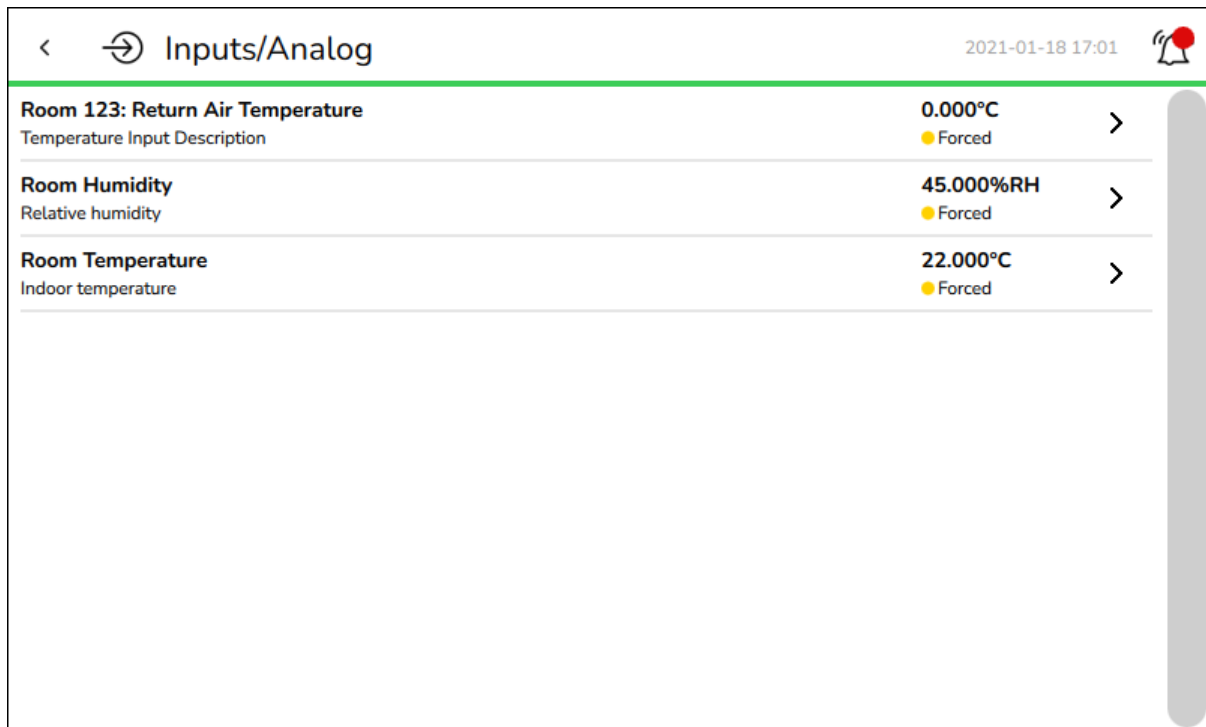 Inputs/Analog
2021-01-18 17:01
Room 123: Return Air Temperature
0.000°C
Temperature Input Description
Forced
Room Humidity
45.000%RH
Relative humidity
Forced
Room Temperature
22.000°C
Indoor temperature
Forced